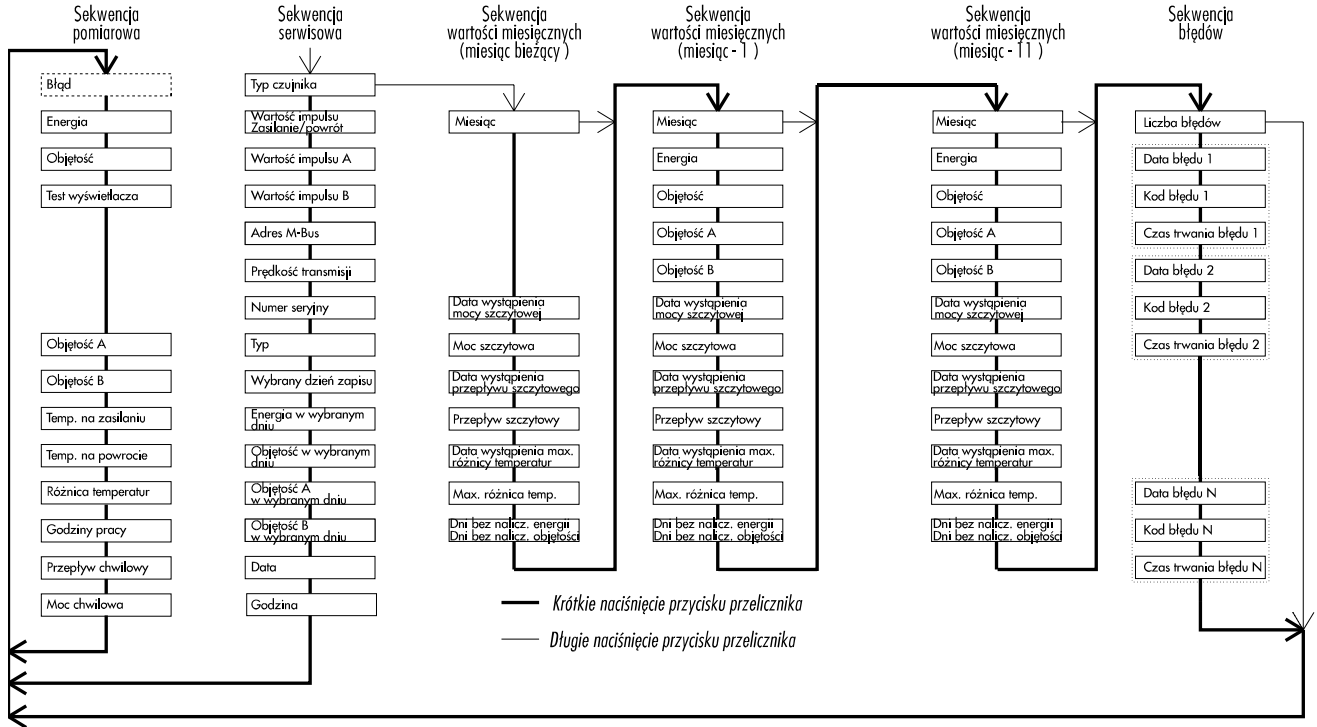 Sekwencja
pomiarowa
Błąd
Energia
Objętość
Test wyświetlacza
Objętość A
Objętość B
Temp. na zasilaniu
Temp. na powrocie
Różnica temperatur
Godziny pracy
Przepływ chwilowy
Moc chwilowa
Sekwencja
serwisowa
Typ czujnika
Wartość impulsu
Zasilanie/powrót
Wartość impulsu A
Wartość impulsu B
Adres M-Bus
Prędkość transmisji
Numer seryjny
Typ
Wybrany dzień zapisu
Energia w wybranym
dniu
Objętość w wybranym
dniu
Objętość A
w wybranym dniu
Objętość B
w wybranym dniu
Data
Godzina
Sekwencja
wartości miesięcznych
(miesiąc bieżący )
Miesiąc
Data wystąpienia
mocy szczytowej
Moc szczytowa
Data wystąpienia
przepływu szczytowego
Przepływ szczytowy
Data wystąpienia max.
różnicy temperatur
Max. różnica temp.
Dni bez nalicz. energii
Dni bez nalicz. objętości
Sekwencja
wartości miesięcznych
(miesiąc - 1 )
Miesiąc
Energia
Objętość
Objętość A
Objętość B
Data wystąpienia
mocy szczytowej
Moc szczytowa
Data wystąpienia
przepływu szczytowego
Przepływ szczytowy
Data wystąpienia max.
różnicy temperatur
Max. różnica temp.
Dni bez nalicz. energii
Dni bez nalicz. objętości
Sekwencja
wartości miesięcznych
(miesiąc - 11 )
Miesiąc
Energia
Objętość
Objętość A
Objętość B
Data wystąpienia
mocy szczytowej
Moc szczytowa
Data wystąpienia
przepływu szczytowego
Przepływ szczytowy
Data wystąpienia max.
różnicy temperatur
Max. różnica temp.
Dni bez nalicz. energii
Dni bez nalicz. objętości
Sekwencja
błędów
Liczba błędów
Data błędu 1
Kod błędu 1
Czas trwania błędu 1
Data błędu 2
Kod błędu 2
Czas trwania błędu 2
Data błędu N
Kod błędu N
Czas trwania błędu N
Krótkie naciśnięcie przycisku przelicznika
Długie naciśnięcie przycisku przelicznika